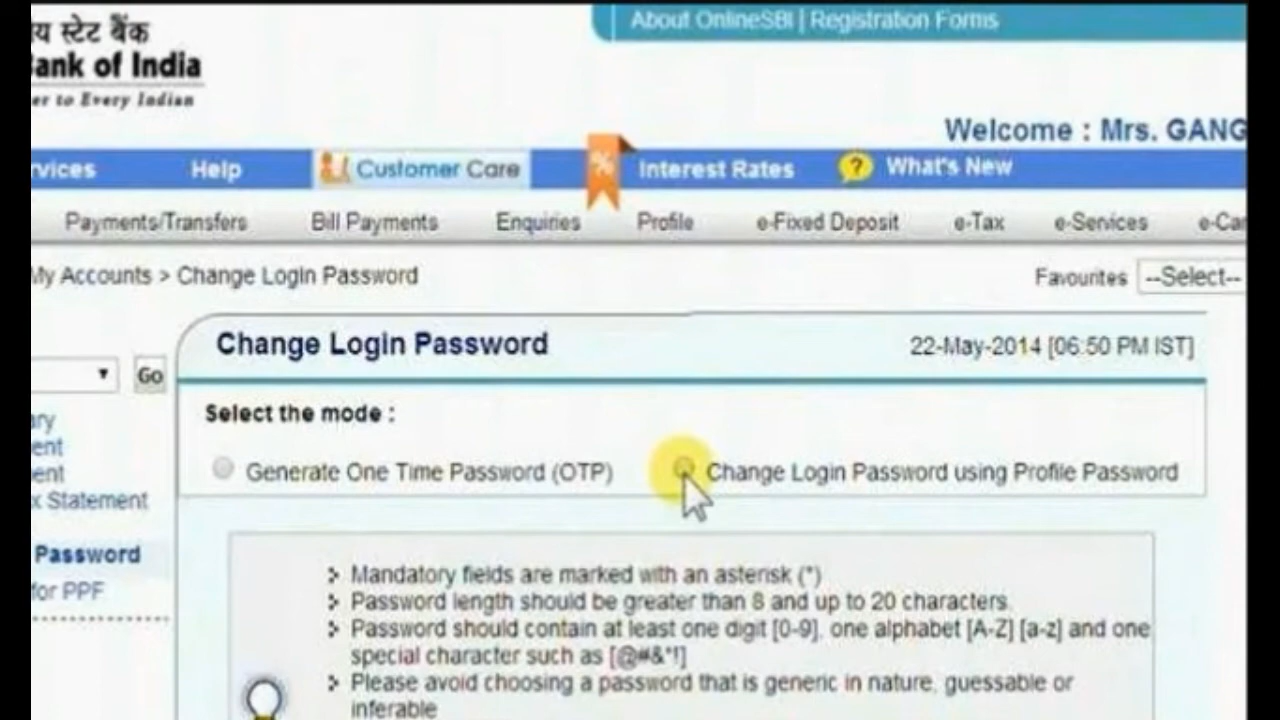 य स्टेट बैंक
Bank of India
er to Every Indian
About OnlineSBI | Registration Forms
Welcome : Mrs. GANG
rvices Help Customer Care % Interest Rates ? What's New
Payments/Transfers Bill Payments Enquiries Profile e-Fixed Deposit e-Tax e-Services e-Car
My Accounts > Change Login Password Favourites --Select--
Change Login Password 22-May-2014 [06:50 PM IST]
Go
Select the mode :
Generate One Time Password (OTP) Change Login Password using Profile Password
ary
ent
ent
x Statement
Password
for PPF
> Mandatory fields are marked with an asterisk (*)
> Password length should be greater than 8 and up to 20 characters.
> Password should contain at least one digit [0-9], one alphabet [A-Z] [a-z] and one
special character such as [@#&*!]
> Please avoid choosing a password that is generic in nature, guessable or
inferable